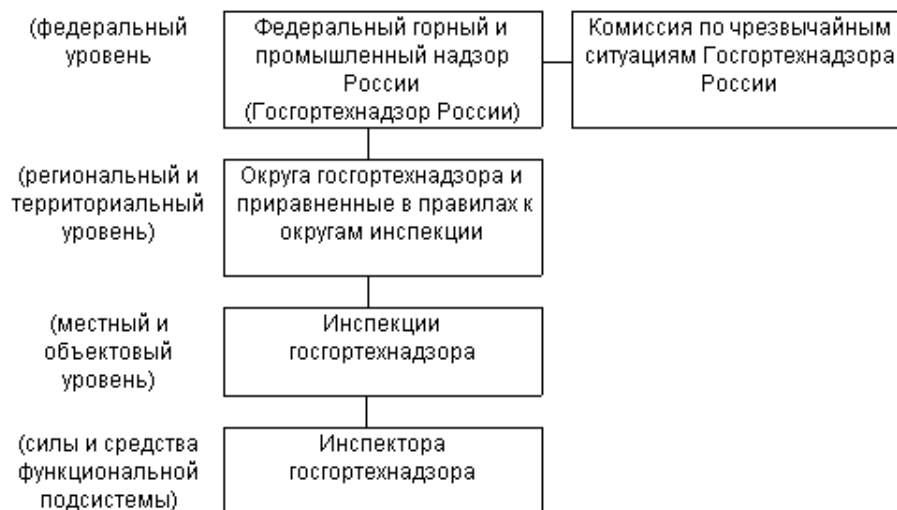 (федеральный
уровень
Федеральный горный и
промышленный надзор
России
(Госгортехнадзор России)
Комиссия по чрезвычайным
ситуациям Госгортехнадзора
России
(региональный и
территориальный
уровень)
Округа госгортехнадзора и
приравненные в правилах к
округам инспекции
(местный и
объектовый
уровень)
Инспекции
госгортехнадзора
(силы и средства
функциональной
подсистемы)
Инспектора
госгортехнадзора